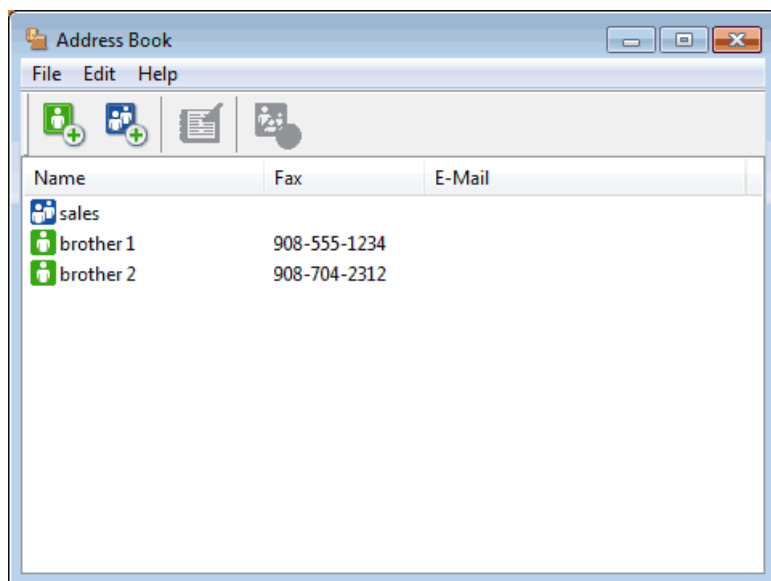 Address Book
File Edit Help
Name Fax E-Mail
sales
brother 1 908-555-1234
brother 2 908-704-2312